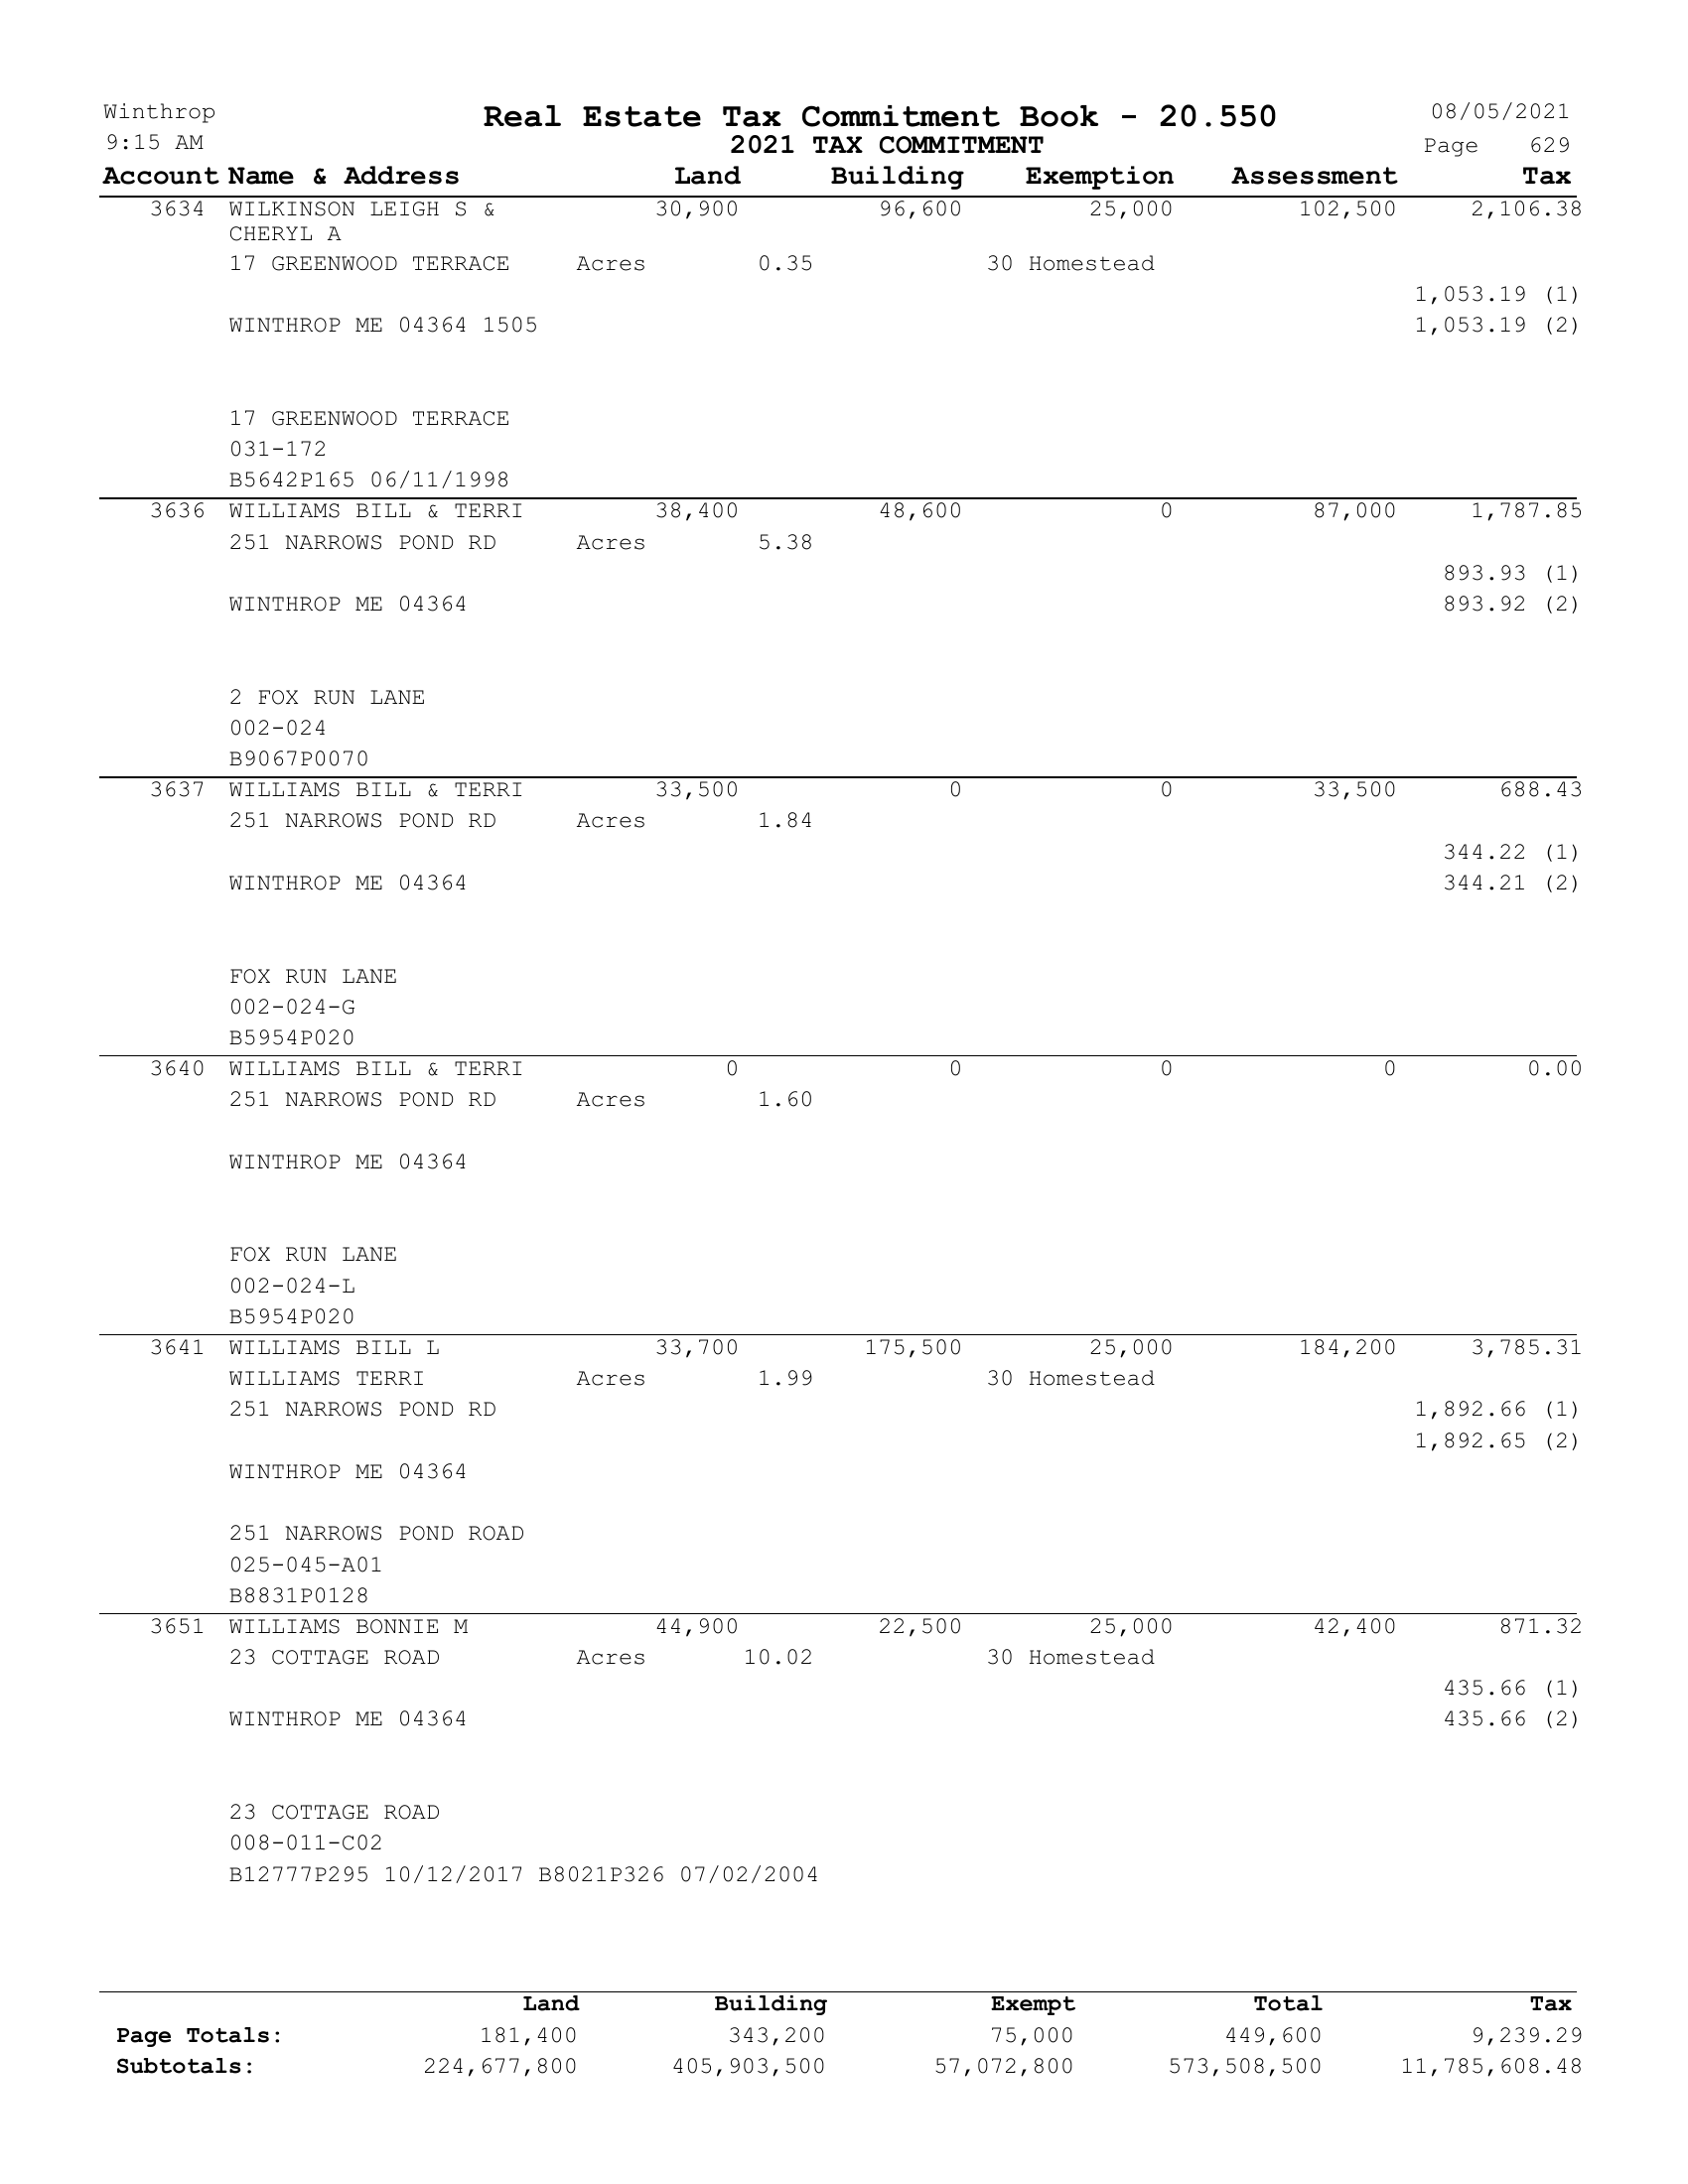 Winthrop Real Estate Tax Commitment Book - 20.550 08/05/2021
9:15 AM 2021 TAX COMMITMENT Page 629
Account Name & Address Land Building Exemption Assessment Tax
3634 WILKINSON LEIGH S & 30,900 96,600 25,000 102,500 2,106.38
CHERYL A
17 GREENWOOD TERRACE Acres 0.35 30 Homestead
1,053.19 (1)
WINTHROP ME 04364 1505 1,053.19 (2)
17 GREENWOOD TERRACE
031-172
B5642P165 06/11/1998
3636 WILLIAMS BILL & TERRI 38,400 48,600 0 87,000 1,787.85
251 NARROWS POND RD Acres 5.38
893.93 (1)
WINTHROP ME 04364 893.92 (2)
2 FOX RUN LANE
002-024
B9067P0070
3637 WILLIAMS BILL & TERRI 33,500 0 0 33,500 688.43
251 NARROWS POND RD Acres 1.84
344.22 (1)
WINTHROP ME 04364 344.21 (2)
FOX RUN LANE
002-024-G
B5954P020
3640 WILLIAMS BILL & TERRI 0 0 0 0 0.00
251 NARROWS POND RD Acres 1.60
WINTHROP ME 04364
FOX RUN LANE
002-024-L
B5954P020
3641 WILLIAMS BILL L 33,700 175,500 25,000 184,200 3,785.31
WILLIAMS TERRI Acres 1.99 30 Homestead
251 NARROWS POND RD 1,892.66 (1)
1,892.65 (2)
WINTHROP ME 04364
251 NARROWS POND ROAD
025-045-A01
B8831P0128
3651 WILLIAMS BONNIE M 44,900 22,500 25,000 42,400 871.32
23 COTTAGE ROAD Acres 10.02 30 Homestead
435.66 (1)
WINTHROP ME 04364 435.66 (2)
23 COTTAGE ROAD
008-011-C02
B12777P295 10/12/2017 B8021P326 07/02/2004
Land Building Exempt Total Tax
Page Totals: 181,400 343,200 75,000 449,600 9,239.29
Subtotals: 224,677,800 405,903,500 57,072,800 573,508,500 11,785,608.48